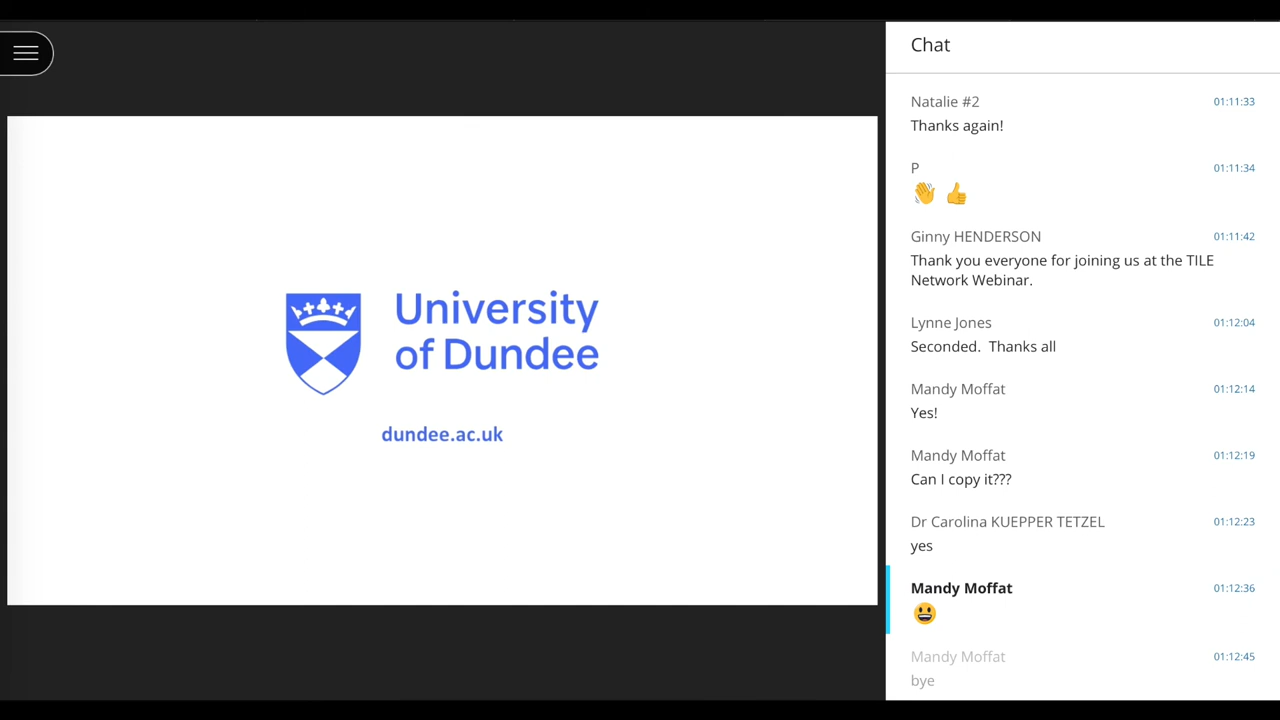 University
of Dundee
dundee.ac.uk
Chat
Natalie #2 01:11:33
Thanks again!
P 01:11:34
👋 👍
Ginny HENDERSON 01:11:42
Thank you everyone for joining us at the TILE
Network Webinar.
Lynne Jones 01:12:04
Seconded.  Thanks all
Mandy Moffat 01:12:14
Yes!
Mandy Moffat 01:12:19
Can I copy it???
Dr Carolina KUEPPER TETZEL 01:12:23
yes
Mandy Moffat 01:12:36
😃
Mandy Moffat 01:12:45
bye